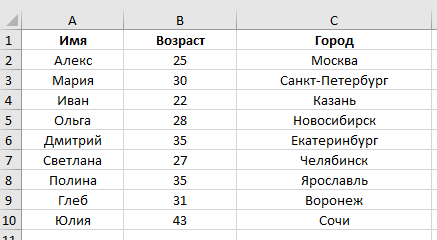 A B C
1 Имя Возраст Город
2 Алекс 25 Москва
3 Мария 30 Санкт-Петербург
4 Иван 22 Казань
5 Ольга 28 Новосибирск
6 Дмитрий 35 Екатеринбург
7 Светлана 27 Челябинск
8 Полина 35 Ярославль
9 Глеб 31 Воронеж
10 Юлия 43 Сочи